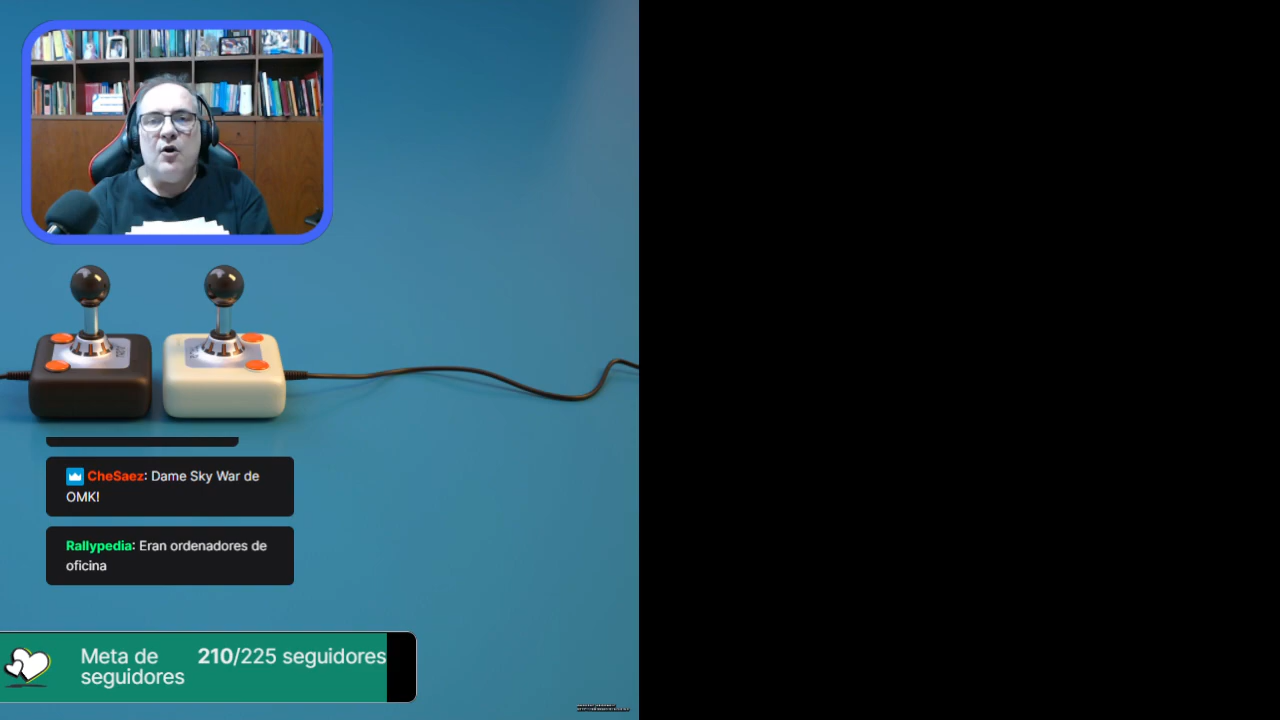 CheSaez: Dame Sky War de
OMK!
Rallypedia: Eran ordenadores de
oficina
Meta de
seguidores
210/225 seguidores